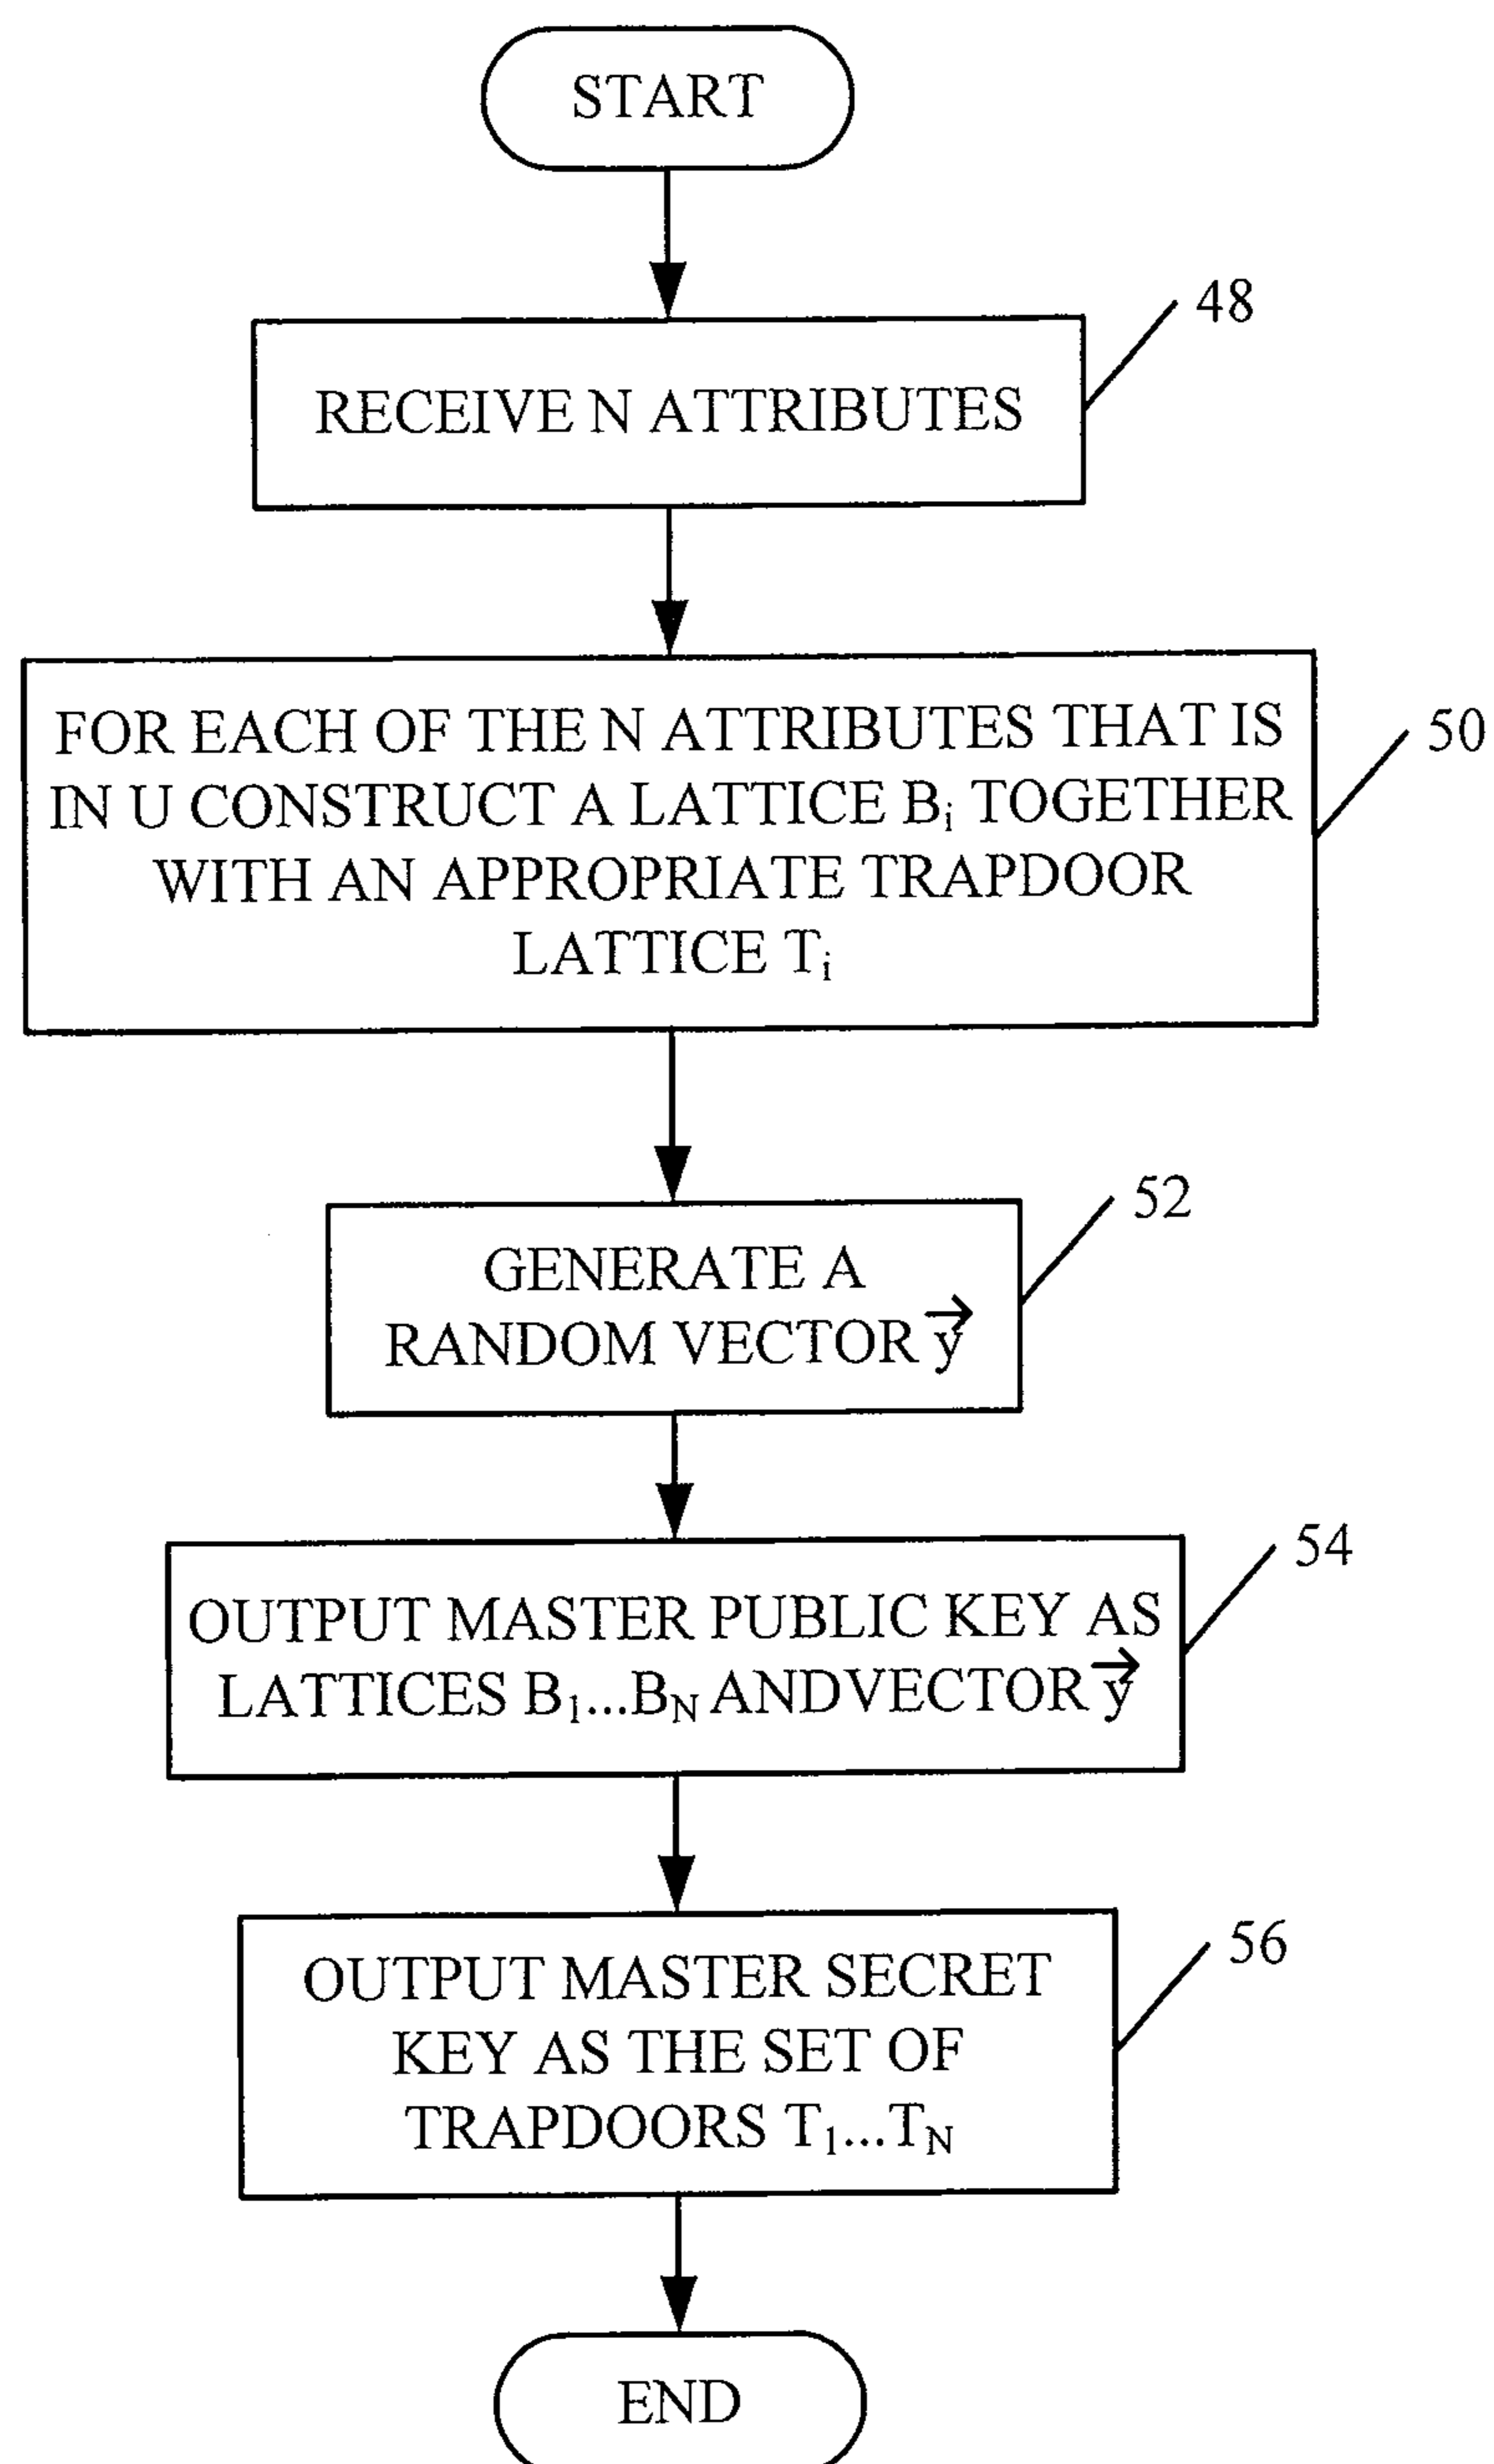 START
48
RECEIVE N ATTRIBUTES
50
FOR EACH OF THE N ATTRIBUTES THAT IS
IN U CONSTRUCT A LATTICE Bᵢ TOGETHER
WITH AN APPROPRIATE TRAPDOOR
LATTICE Tᵢ
52
GENERATE A
RANDOM VECTOR y⃗
54
OUTPUT MASTER PUBLIC KEY AS
LATTICES B₁...B_N ANDVECTOR y⃗
56
OUTPUT MASTER SECRET
KEY AS THE SET OF
TRAPDOORS T₁...T_N
END